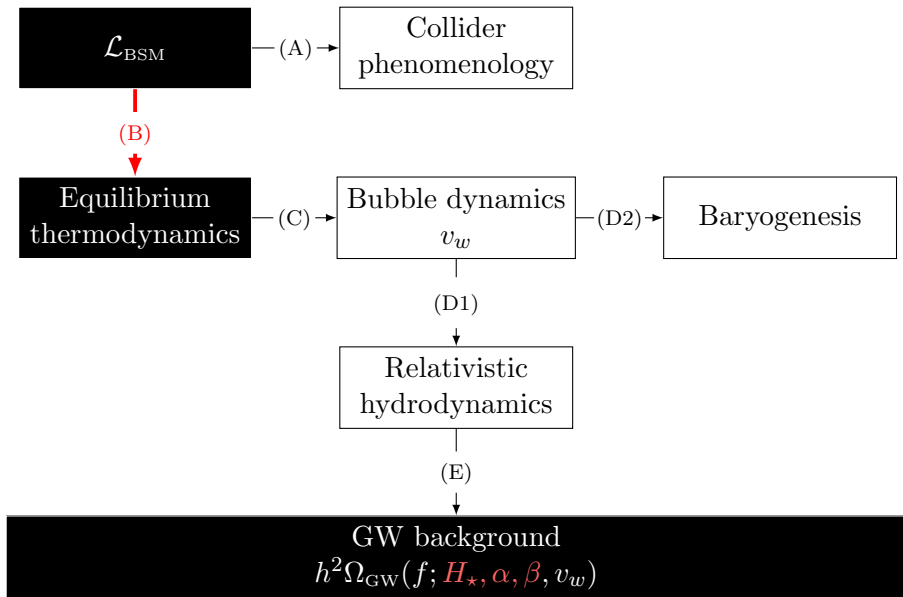 ℒ_BSM
(A)
Collider
phenomenology
(B)
Equilibrium
thermodynamics
(C)
Bubble dynamics
v_w
(D2)
Baryogenesis
(D1)
Relativistic
hydrodynamics
(E)
GW background
h²Ω_GW(f; H⋆, α, β, v_w)